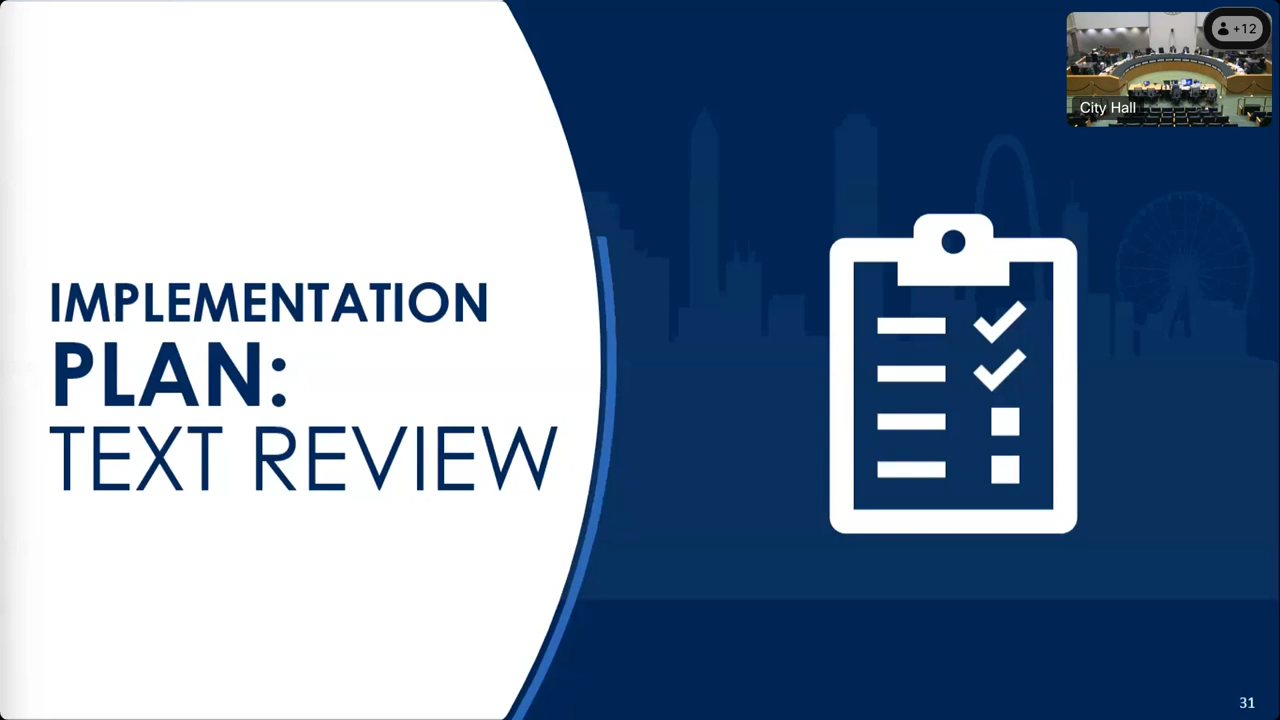 +12
City Hall
IMPLEMENTATION
PLAN:
TEXT REVIEW
31